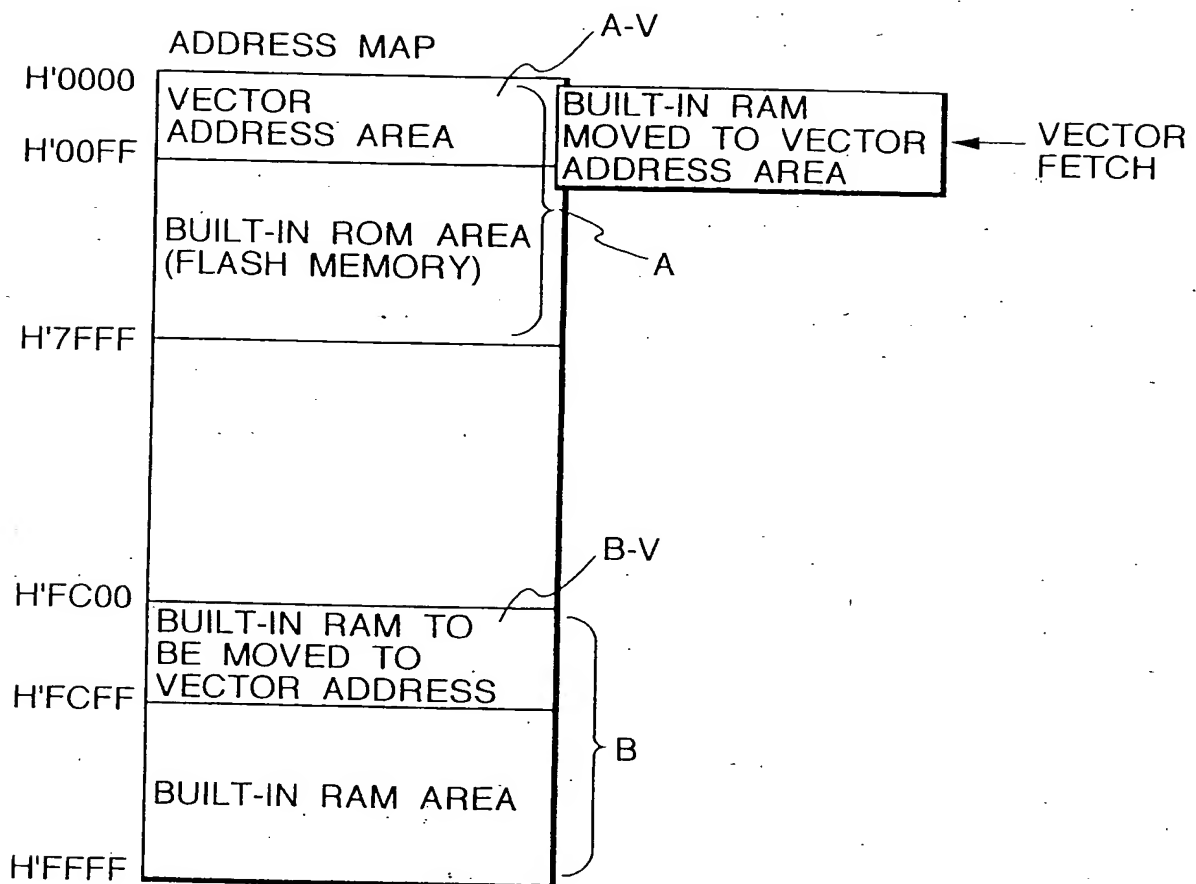 ADDRESS MAP
A-V
H'0000
VECTOR
ADDRESS AREA
BUILT-IN RAM
MOVED TO VECTOR
ADDRESS AREA
VECTOR
FETCH
H'00FF
BUILT-IN ROM AREA
(FLASH MEMORY)
A
H'7FFF
B-V
H'FC00
BUILT-IN RAM TO
BE MOVED TO
VECTOR ADDRESS
H'FCFF
B
BUILT-IN RAM AREA
H'FFFF